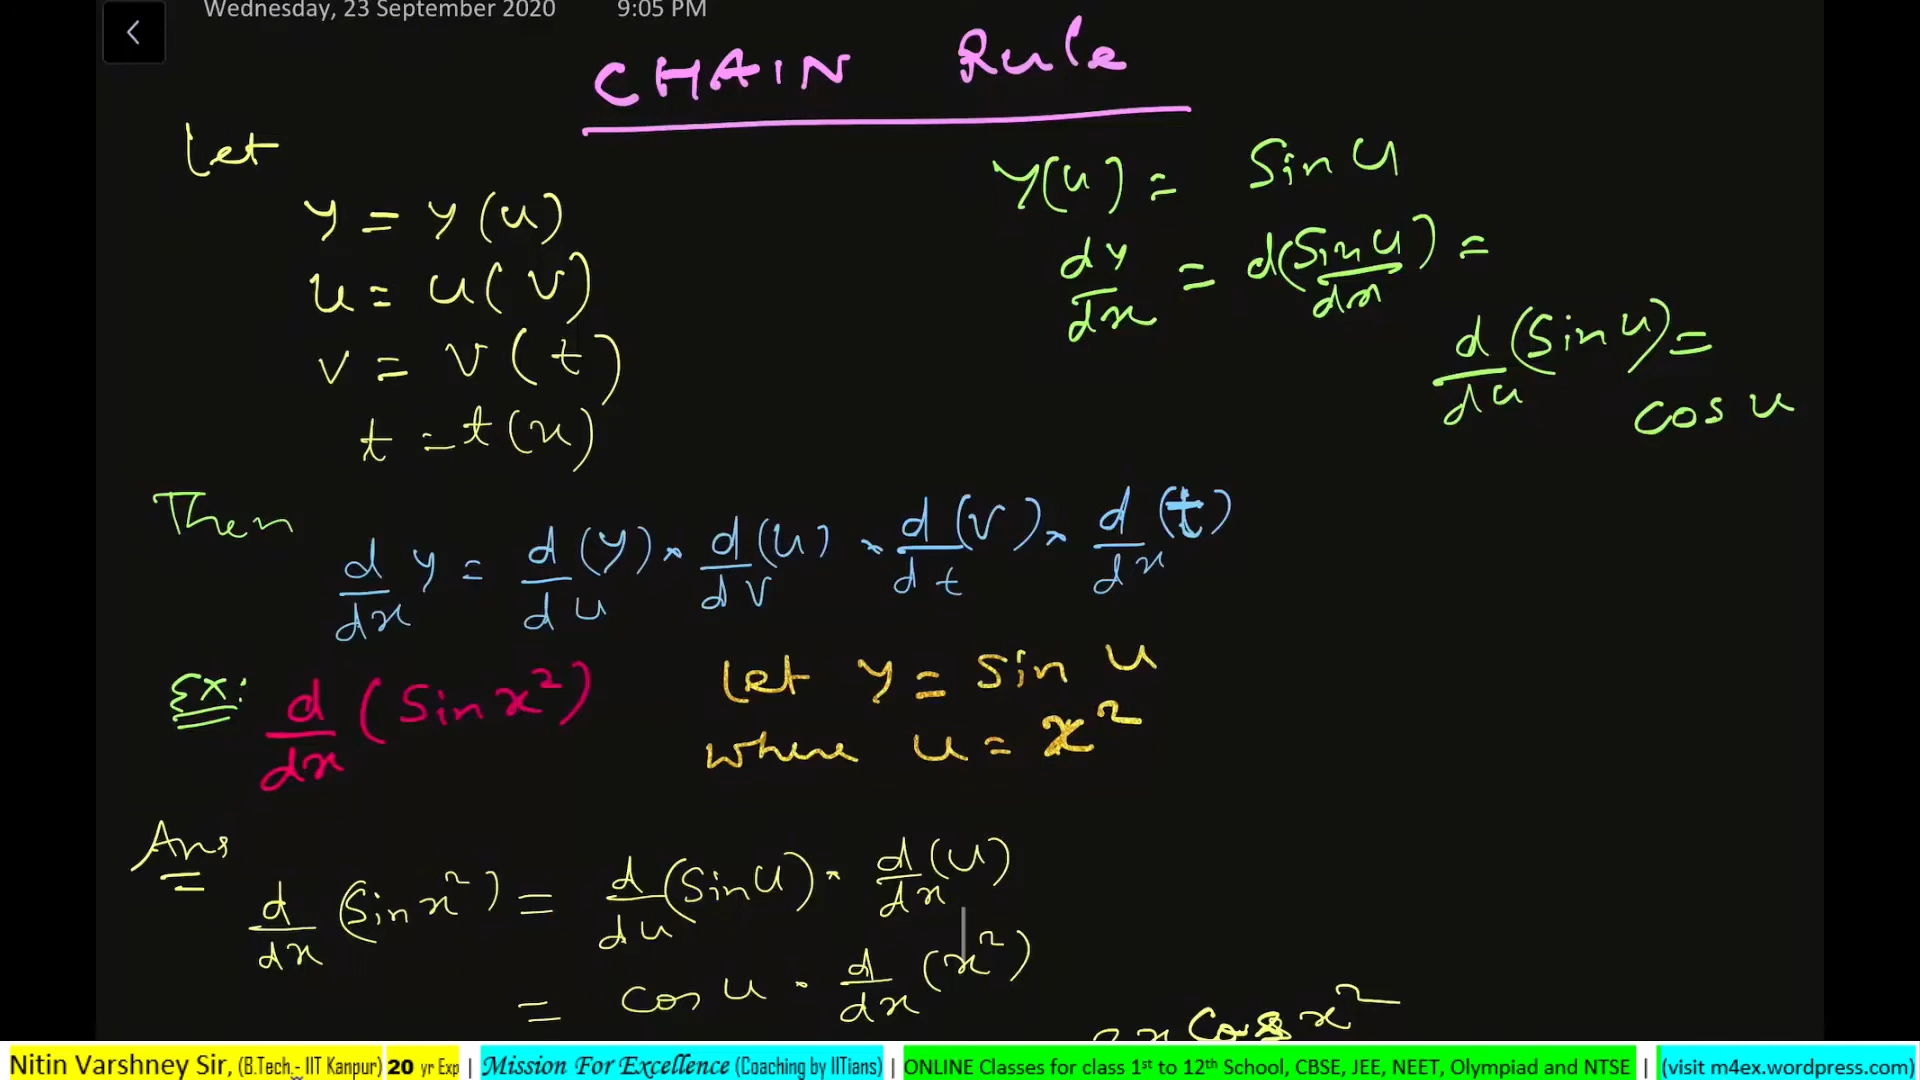 Wednesday, 23 September 2020 9:05 PM
CHAIN Rule
Let
y = y(u)
u = u(v)
v = v(t)
t = t(x)
y(u) = Sin u
dy/dx = d(Sin u)/dx =
d/du (Sin u) =
cos u
Then
d/dx y = d/du (y) × d/dv (u) × d/dt (v) × d/dx (t)
Ex: d/dx (Sin x²)
Let y = Sin u
where u = x²
Ans
d/dx (Sin x²) = d/du (Sin u) × d/dx (u)
= cos u · d/dx (x²)
2x Cos x²
Nitin Varshney Sir, (B.Tech.- IIT Kanpur) 20 yr Exp | Mission For Excellence (Coaching by IITians) | ONLINE Classes for class 1st to 12th School, CBSE, JEE, NEET, Olympiad and NTSE | (visit m4ex.wordpress.com)